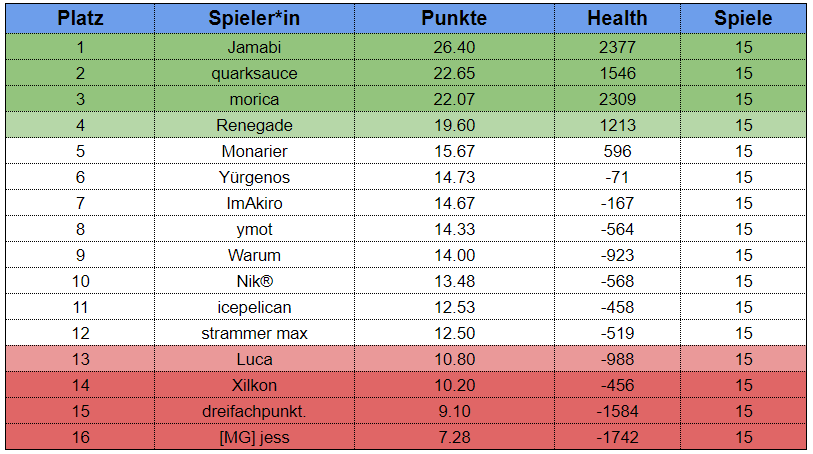 Platz Spieler*in Punkte Health Spiele
1 Jamabi 26.40 2377 15
2 quarksauce 22.65 1546 15
3 morica 22.07 2309 15
4 Renegade 19.60 1213 15
5 Monarier 15.67 596 15
6 Yürgenos 14.73 -71 15
7 ImAkiro 14.67 -167 15
8 ymot 14.33 -564 15
9 Warum 14.00 -923 15
10 Nik® 13.48 -568 15
11 icepelican 12.53 -458 15
12 strammer max 12.50 -519 15
13 Luca 10.80 -988 15
14 Xilkon 10.20 -456 15
15 dreifachpunkt. 9.10 -1584 15
16 [MG] jess 7.28 -1742 15